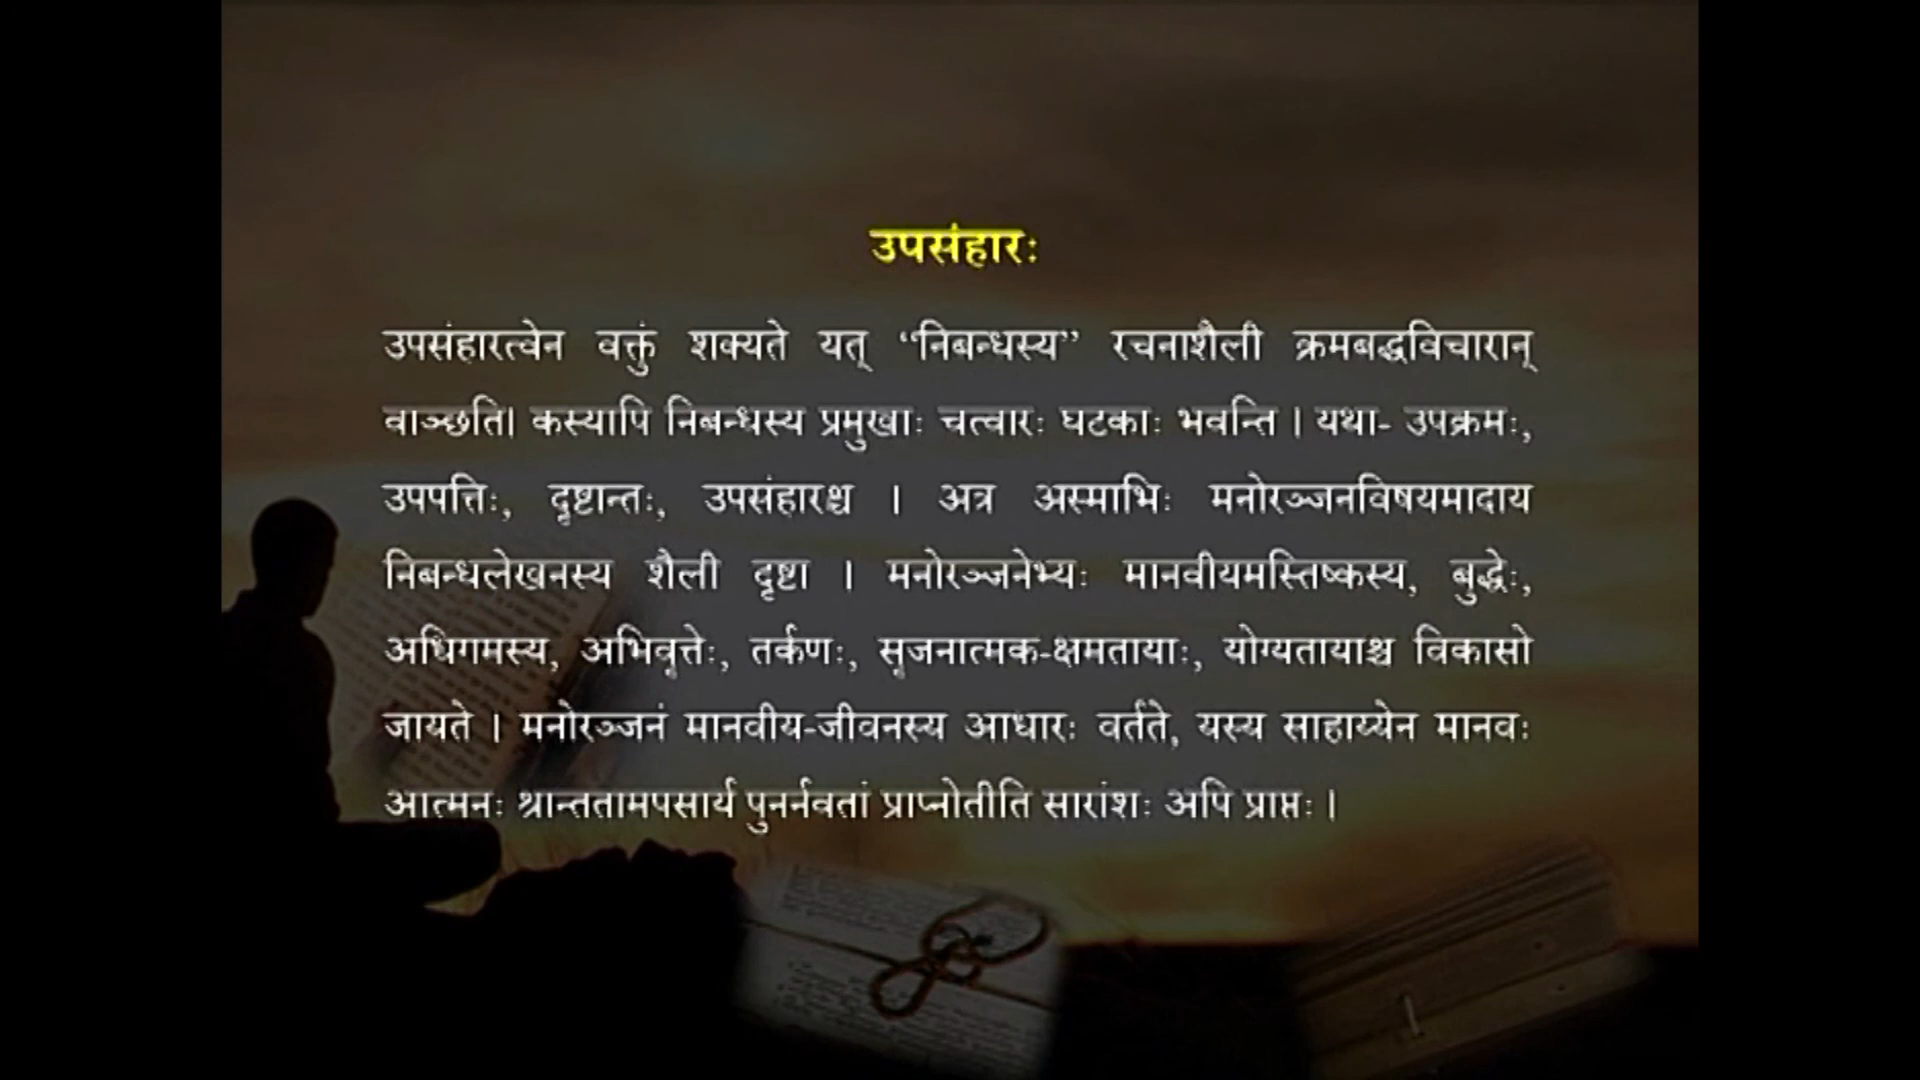 उपसंहारः
उपसंहारत्वेन वक्तुं शक्यते यत् “निबन्धस्य” रचनाशैली क्रमबद्धविचारान्
वाञ्छति। कस्यापि निबन्धस्य प्रमुखाः चत्वारः घटकाः भवन्ति । यथा- उपक्रमः,
उपपत्तिः, दृष्टान्तः, उपसंहारश्च । अत्र अस्माभिः मनोरञ्जनविषयमादाय
निबन्धलेखनस्य शैली दृष्टा । मनोरञ्जनेभ्यः मानवीयमस्तिष्कस्य, बुद्धेः,
अधिगमस्य, अभिवृत्तेः, तर्कणः, सृजनात्मक-क्षमतायाः, योग्यतायाश्च विकासो
जायते । मनोरञ्जनं मानवीय-जीवनस्य आधारः वर्तते, यस्य साहाय्येन मानवः
आत्मनः श्रान्ततामपसार्य पुनर्नवतां प्राप्नोतीति सारांशः अपि प्राप्तः ।